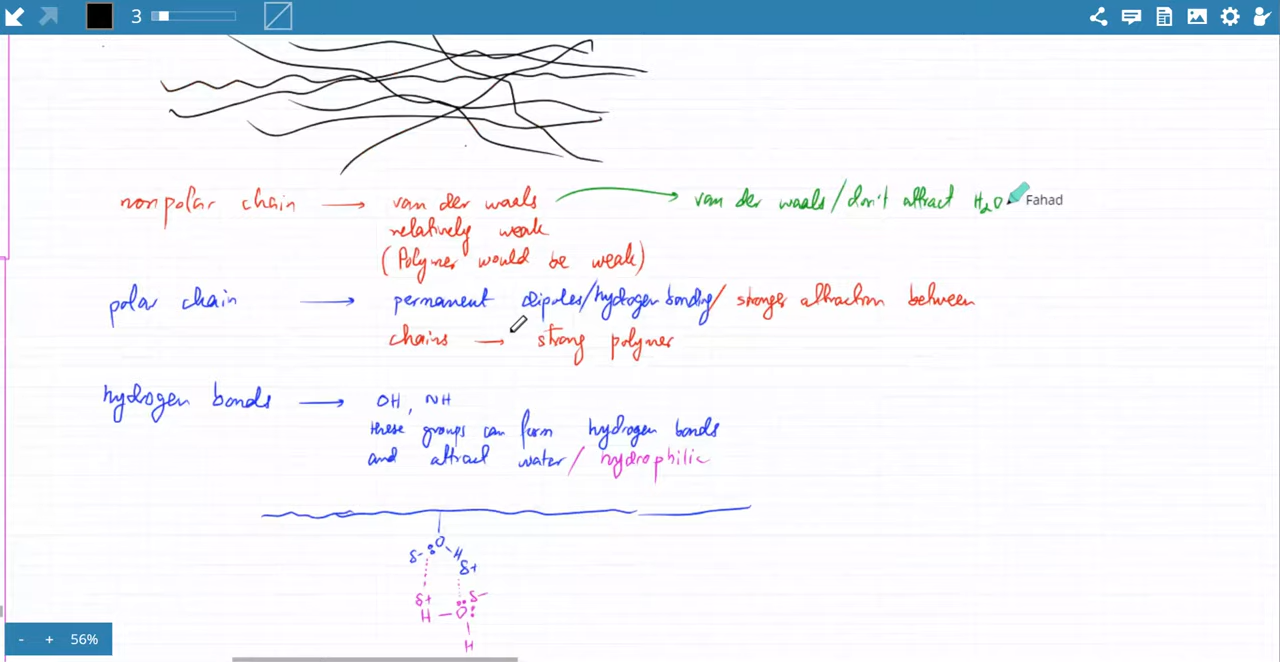 3
nonpolar chain → van der waals → van der waals/don't attract H₂O Fahad
relatively weak
(Polymer would be weak)
polar chain → permanent dipoles/hydrogen bonding/ stronger attraction between
chains → strong polymer
hydrogen bonds → OH, NH
these groups can form hydrogen bonds
and attract water/ hydrophilic
δ- :O H
δ+
δ+ δ-
H - O:
H
- + 56%